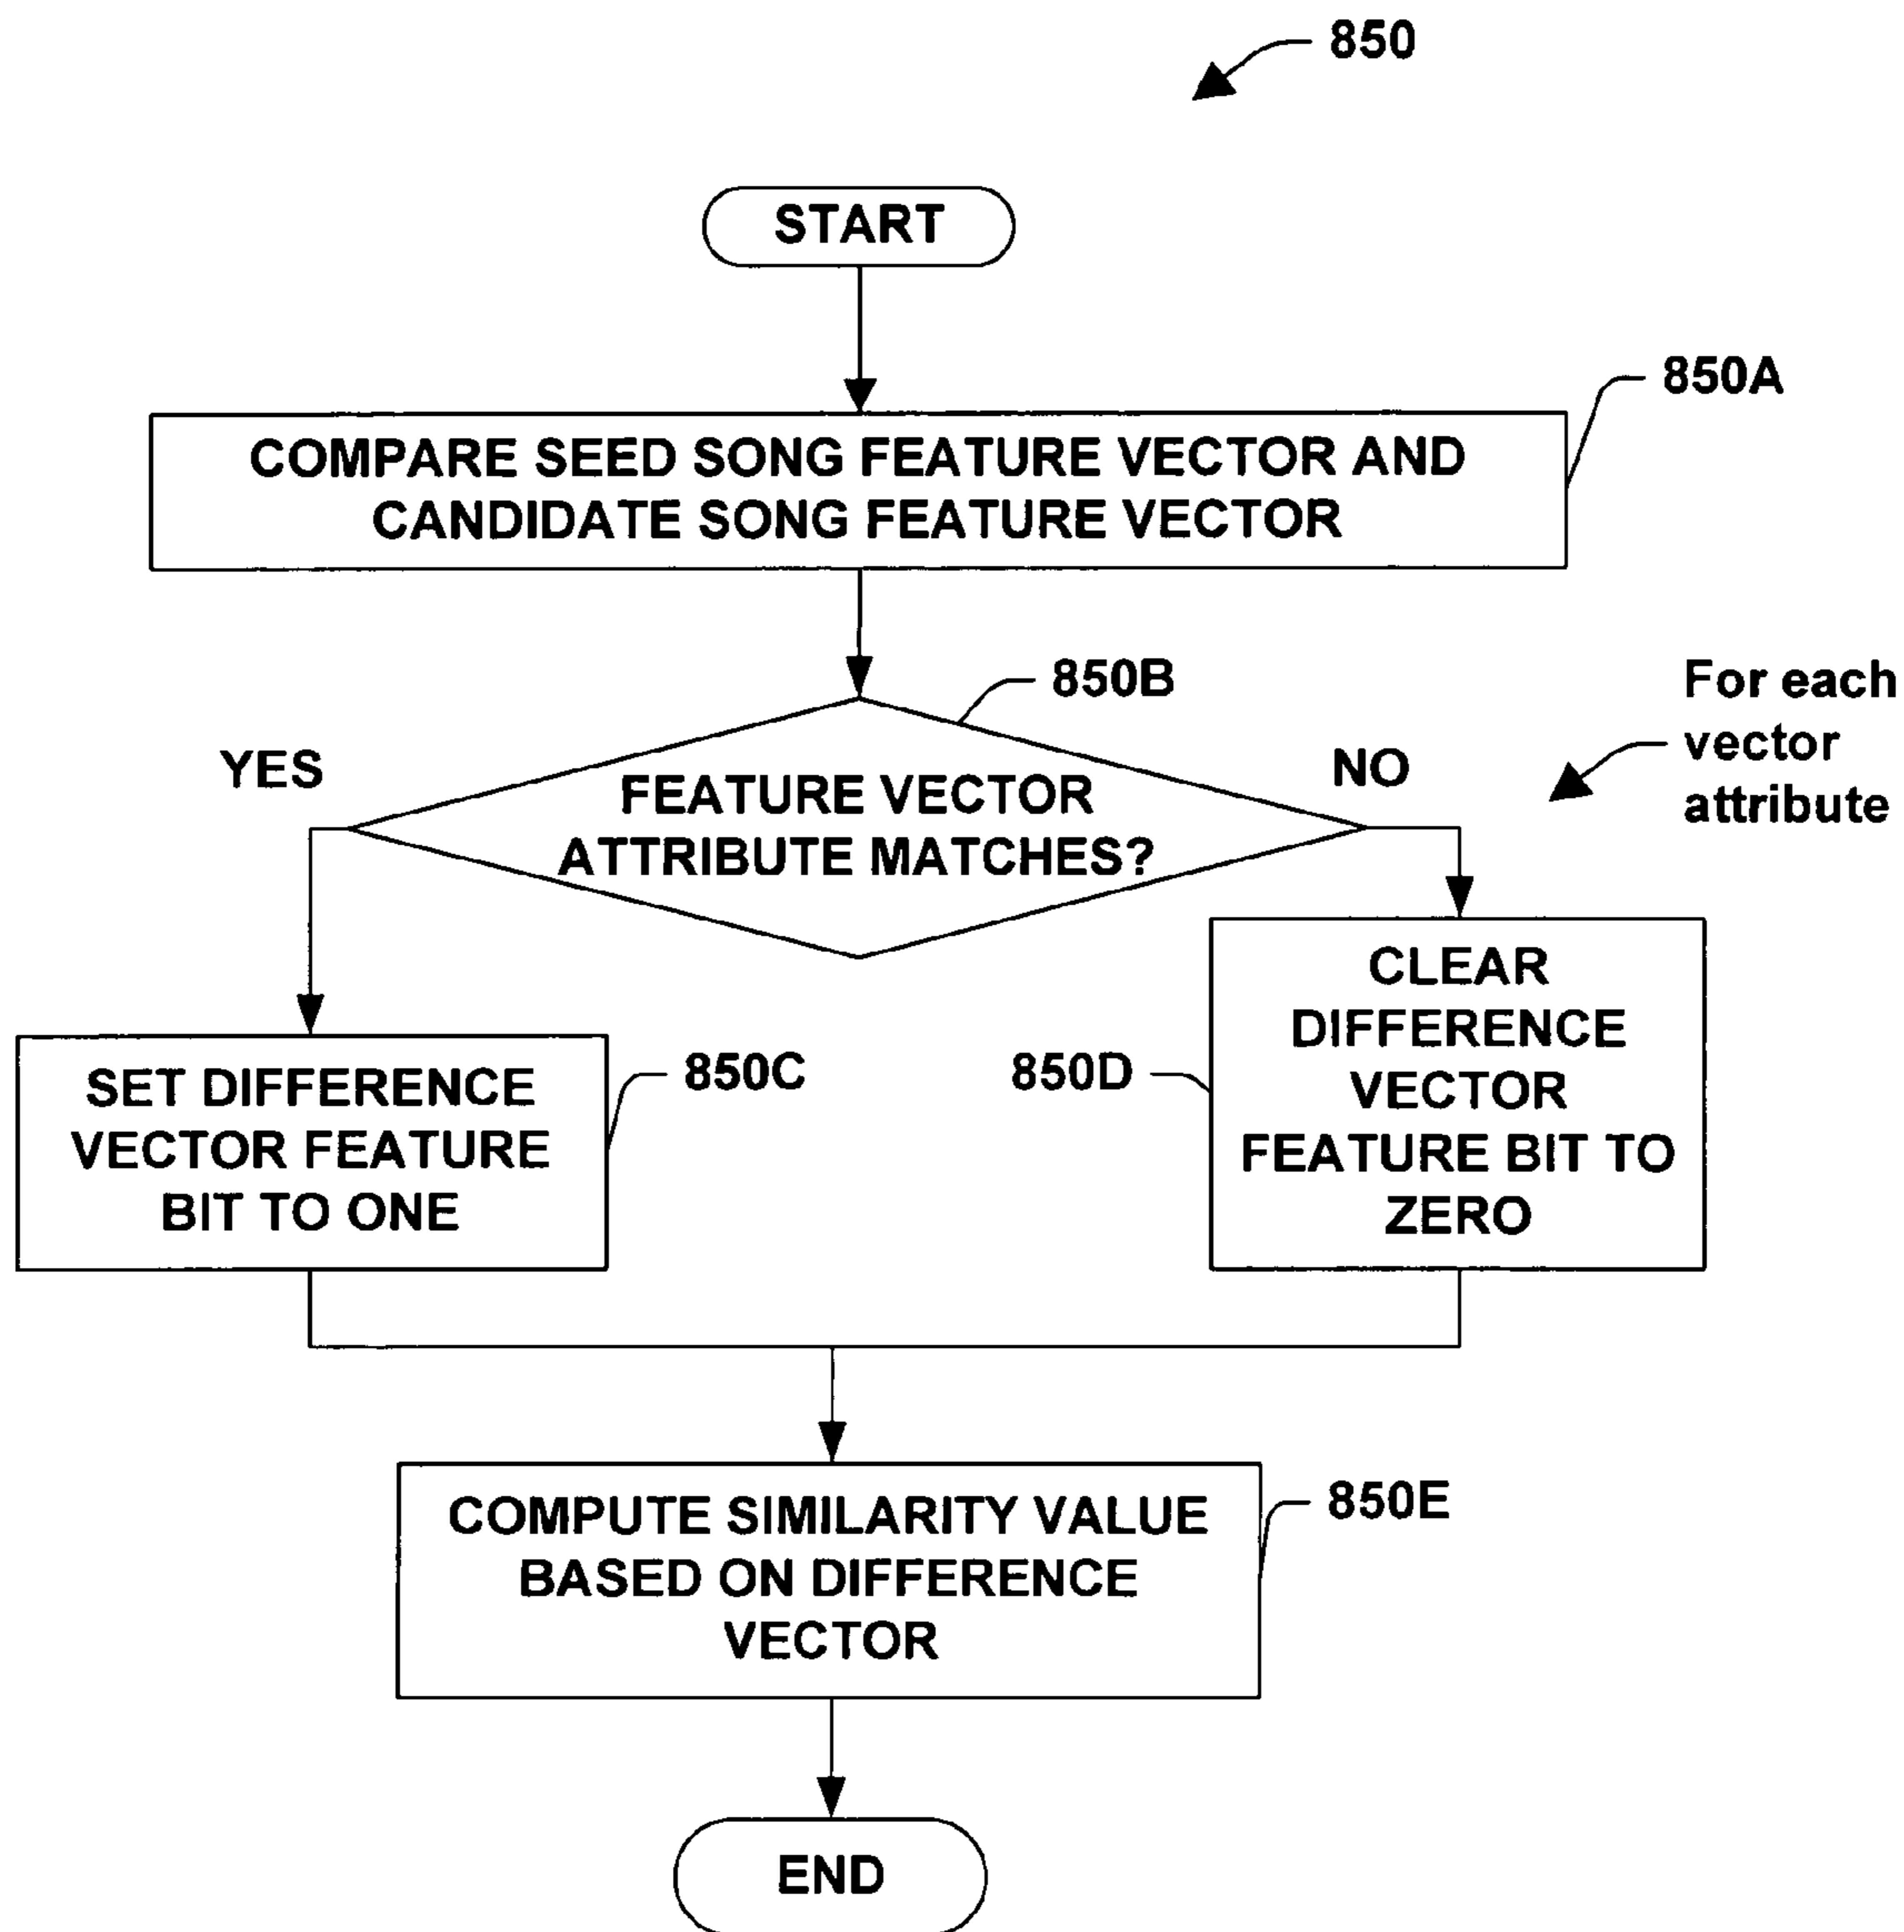 850
START
850A
COMPARE SEED SONG FEATURE VECTOR AND
CANDIDATE SONG FEATURE VECTOR
850B
For each
vector
attribute
YES
NO
FEATURE VECTOR
ATTRIBUTE MATCHES?
CLEAR
DIFFERENCE
VECTOR
FEATURE BIT TO
ZERO
850C
850D
SET DIFFERENCE
VECTOR FEATURE
BIT TO ONE
850E
COMPUTE SIMILARITY VALUE
BASED ON DIFFERENCE
VECTOR
END